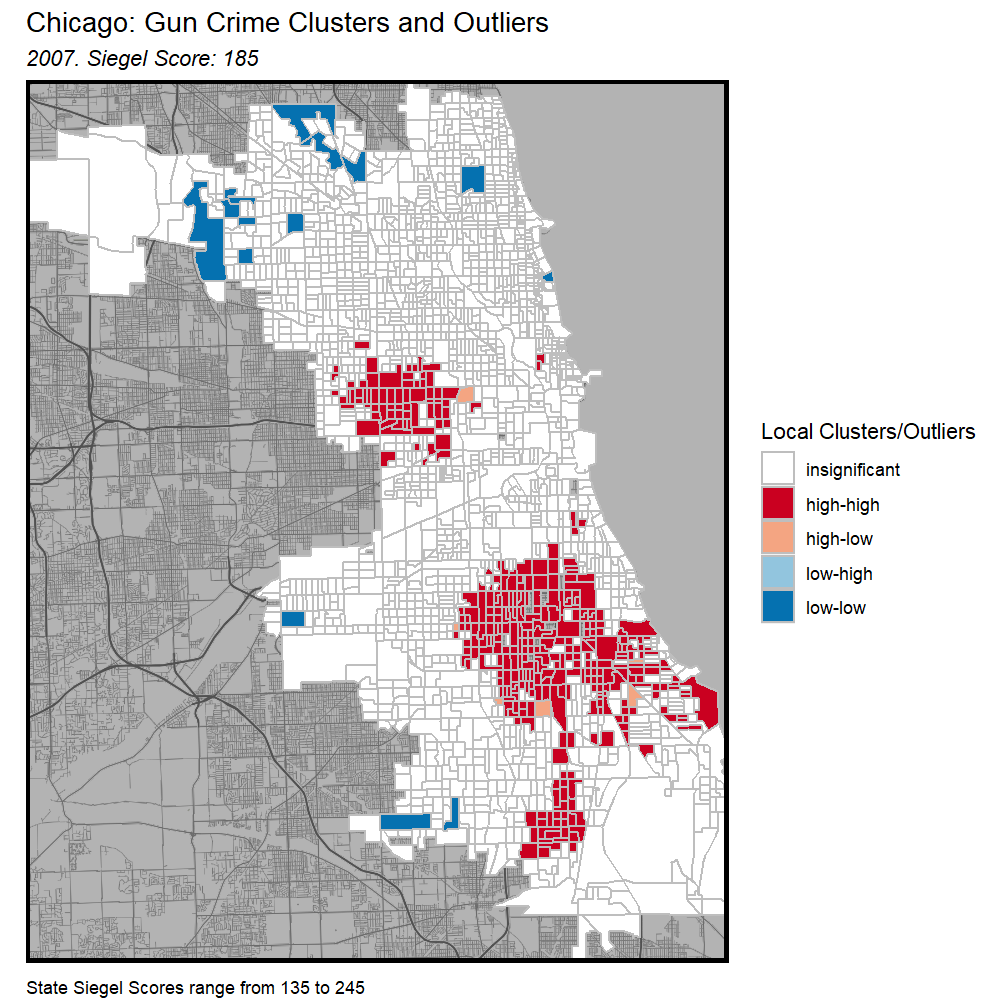 Chicago: Gun Crime Clusters and Outliers
2007. Siegel Score: 185
Local Clusters/Outliers
insignificant
high-high
high-low
low-high
low-low
State Siegel Scores range from 135 to 245